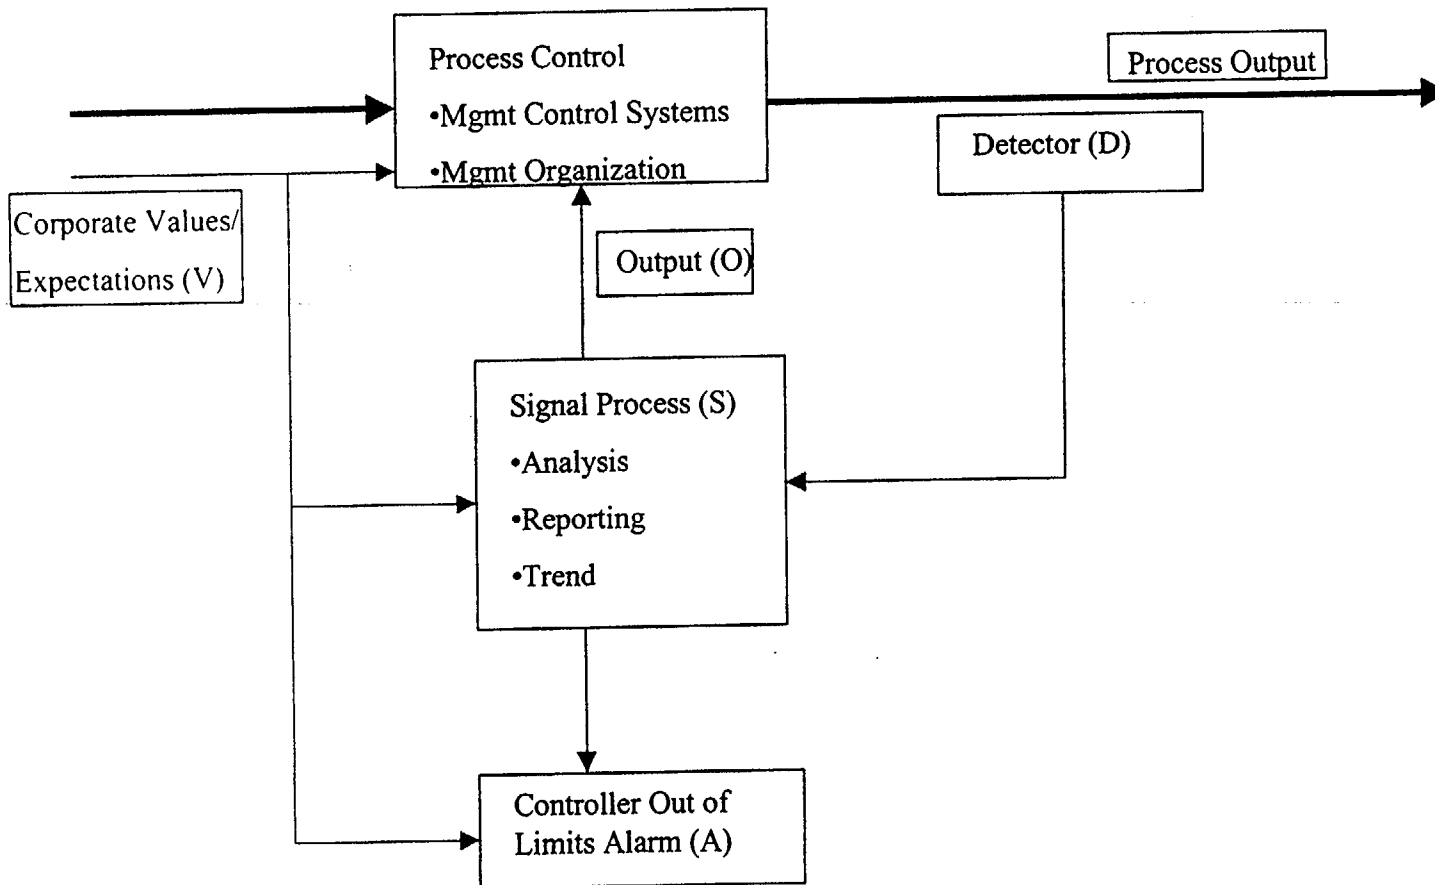 Process Control
•Mgmt Control Systems
•Mgmt Organization
Process Output
Detector (D)
Corporate Values/
Expectations (V)
Output (O)
Signal Process (S)
•Analysis
•Reporting
•Trend
Controller Out of
Limits Alarm (A)